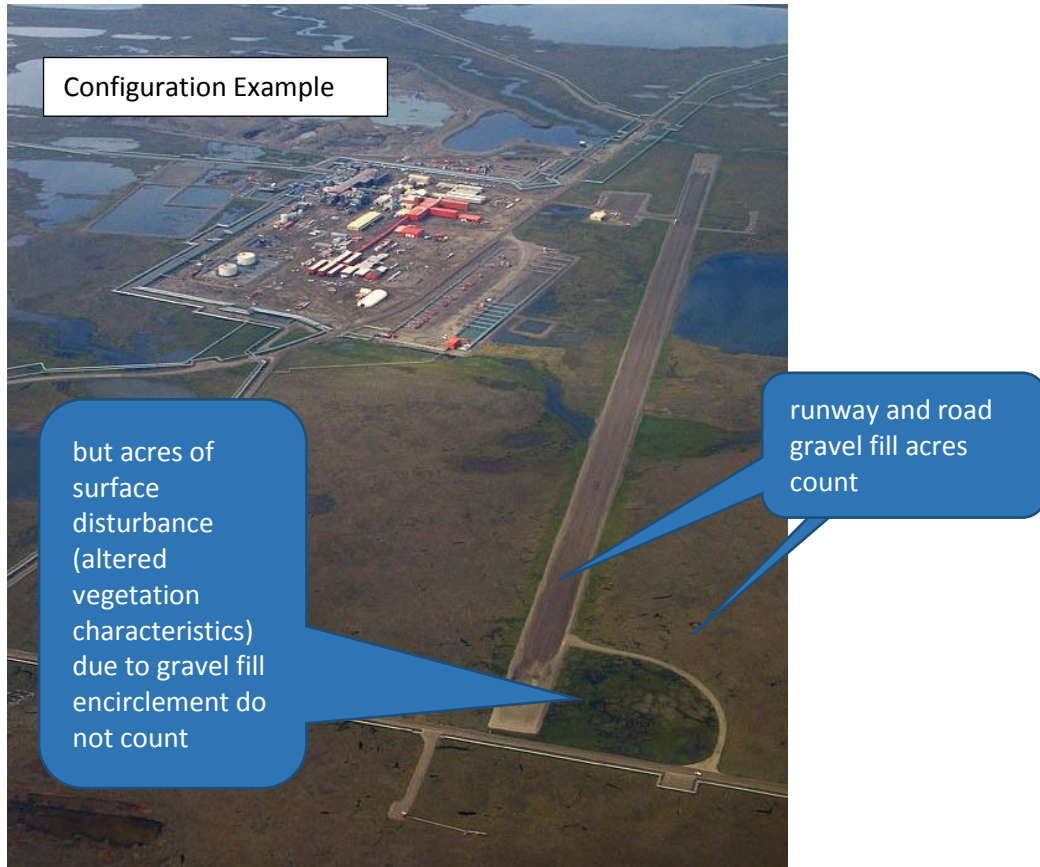 Configuration Example
runway and road
gravel fill acres
count
but acres of
surface
disturbance
(altered
vegetation
characteristics)
due to gravel fill
encirclement do
not count